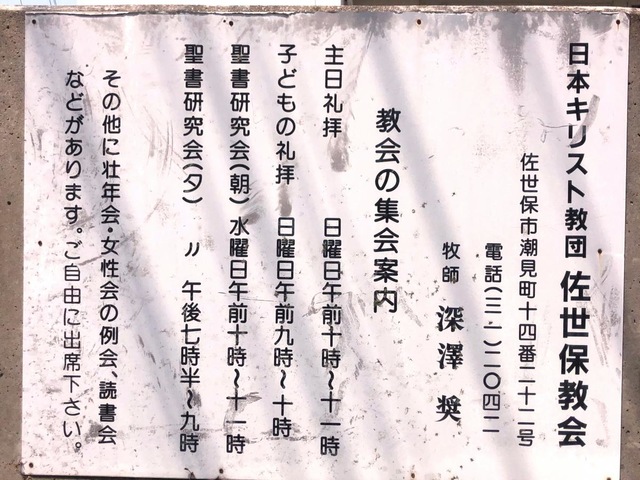 日本キリスト教団 佐世保教会
佐世保市潮見町十四番二十二号
電話(三一)二〇四二
牧師 深澤 奨
教会の集会案内
主日礼拝 日曜日午前十時〜十一時
子どもの礼拝 日曜日午前九時〜十時
聖書研究会(朝) 水曜日午前十時〜十一時
聖書研究会(夕) 〃 午後七時半〜九時
その他に壮年会・女性会の例会、読書会
などがあります。ご自由に出席下さい。